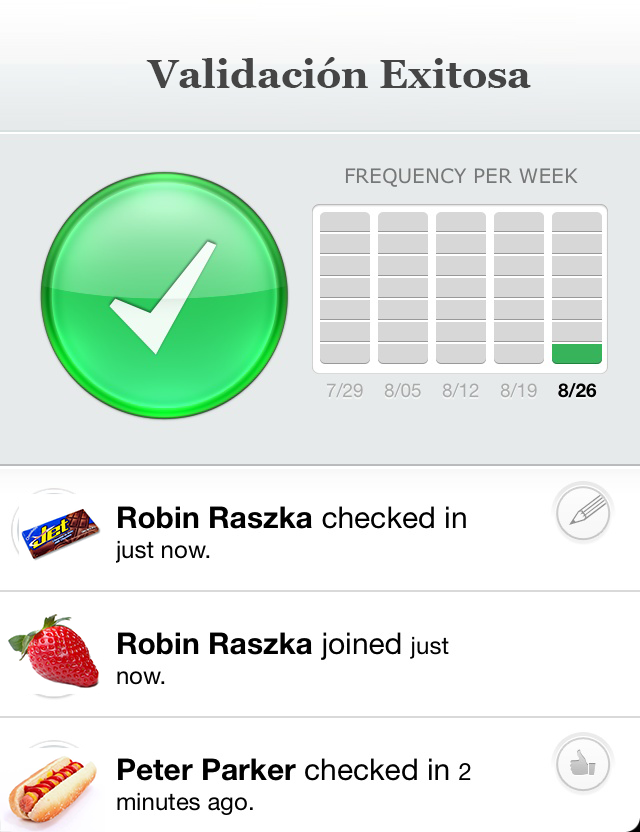 Validación Exitosa
FREQUENCY PER WEEK
7/29 8/05 8/12 8/19 8/26
Jet
Robin Raszka checked in
just now.
Robin Raszka joined just
now.
Peter Parker checked in 2
minutes ago.